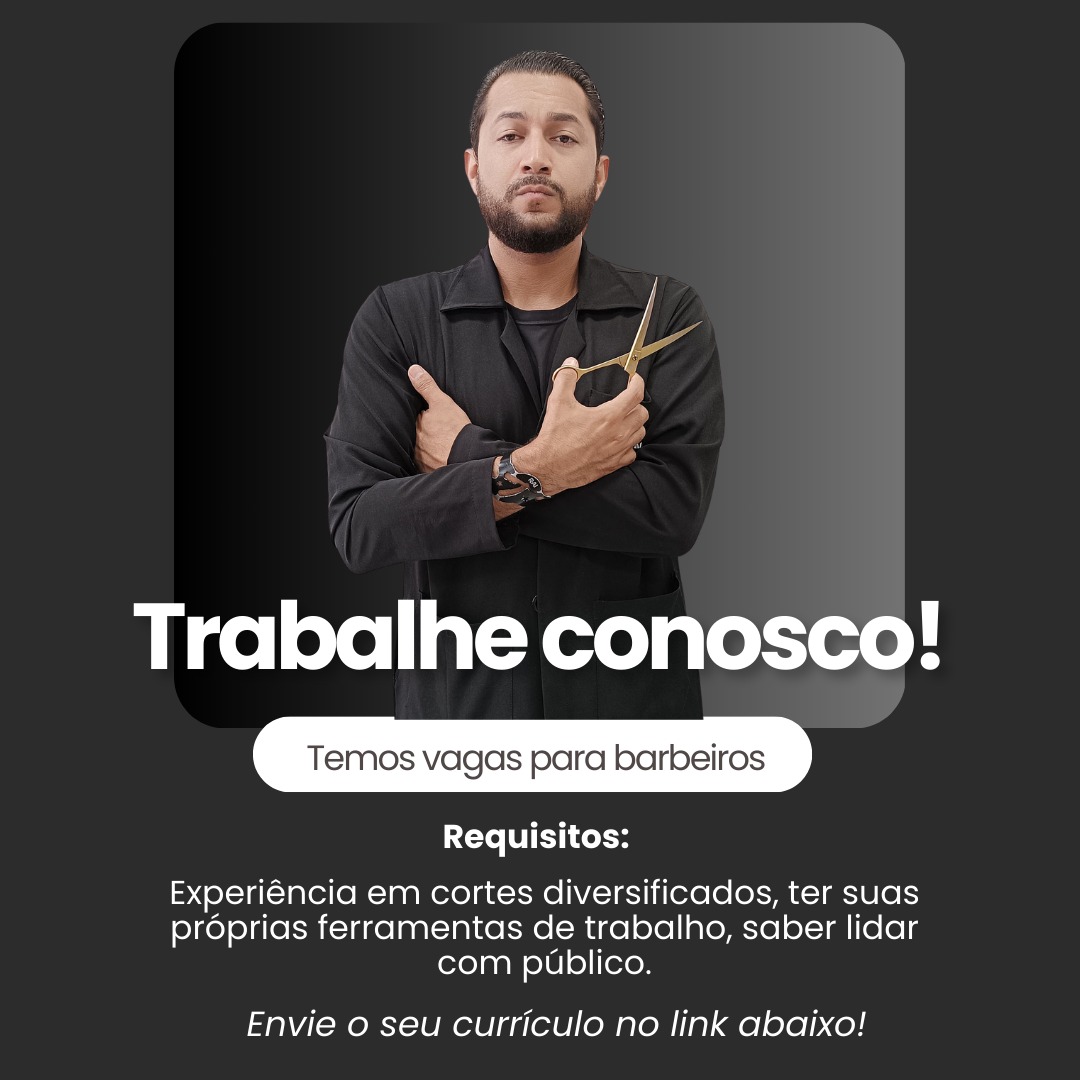 Trabalhe conosco!
Temos vagas para barbeiros
Requisitos:
Experiência em cortes diversificados, ter suas
próprias ferramentas de trabalho, saber lidar
com público.
Envie o seu currículo no link abaixo!